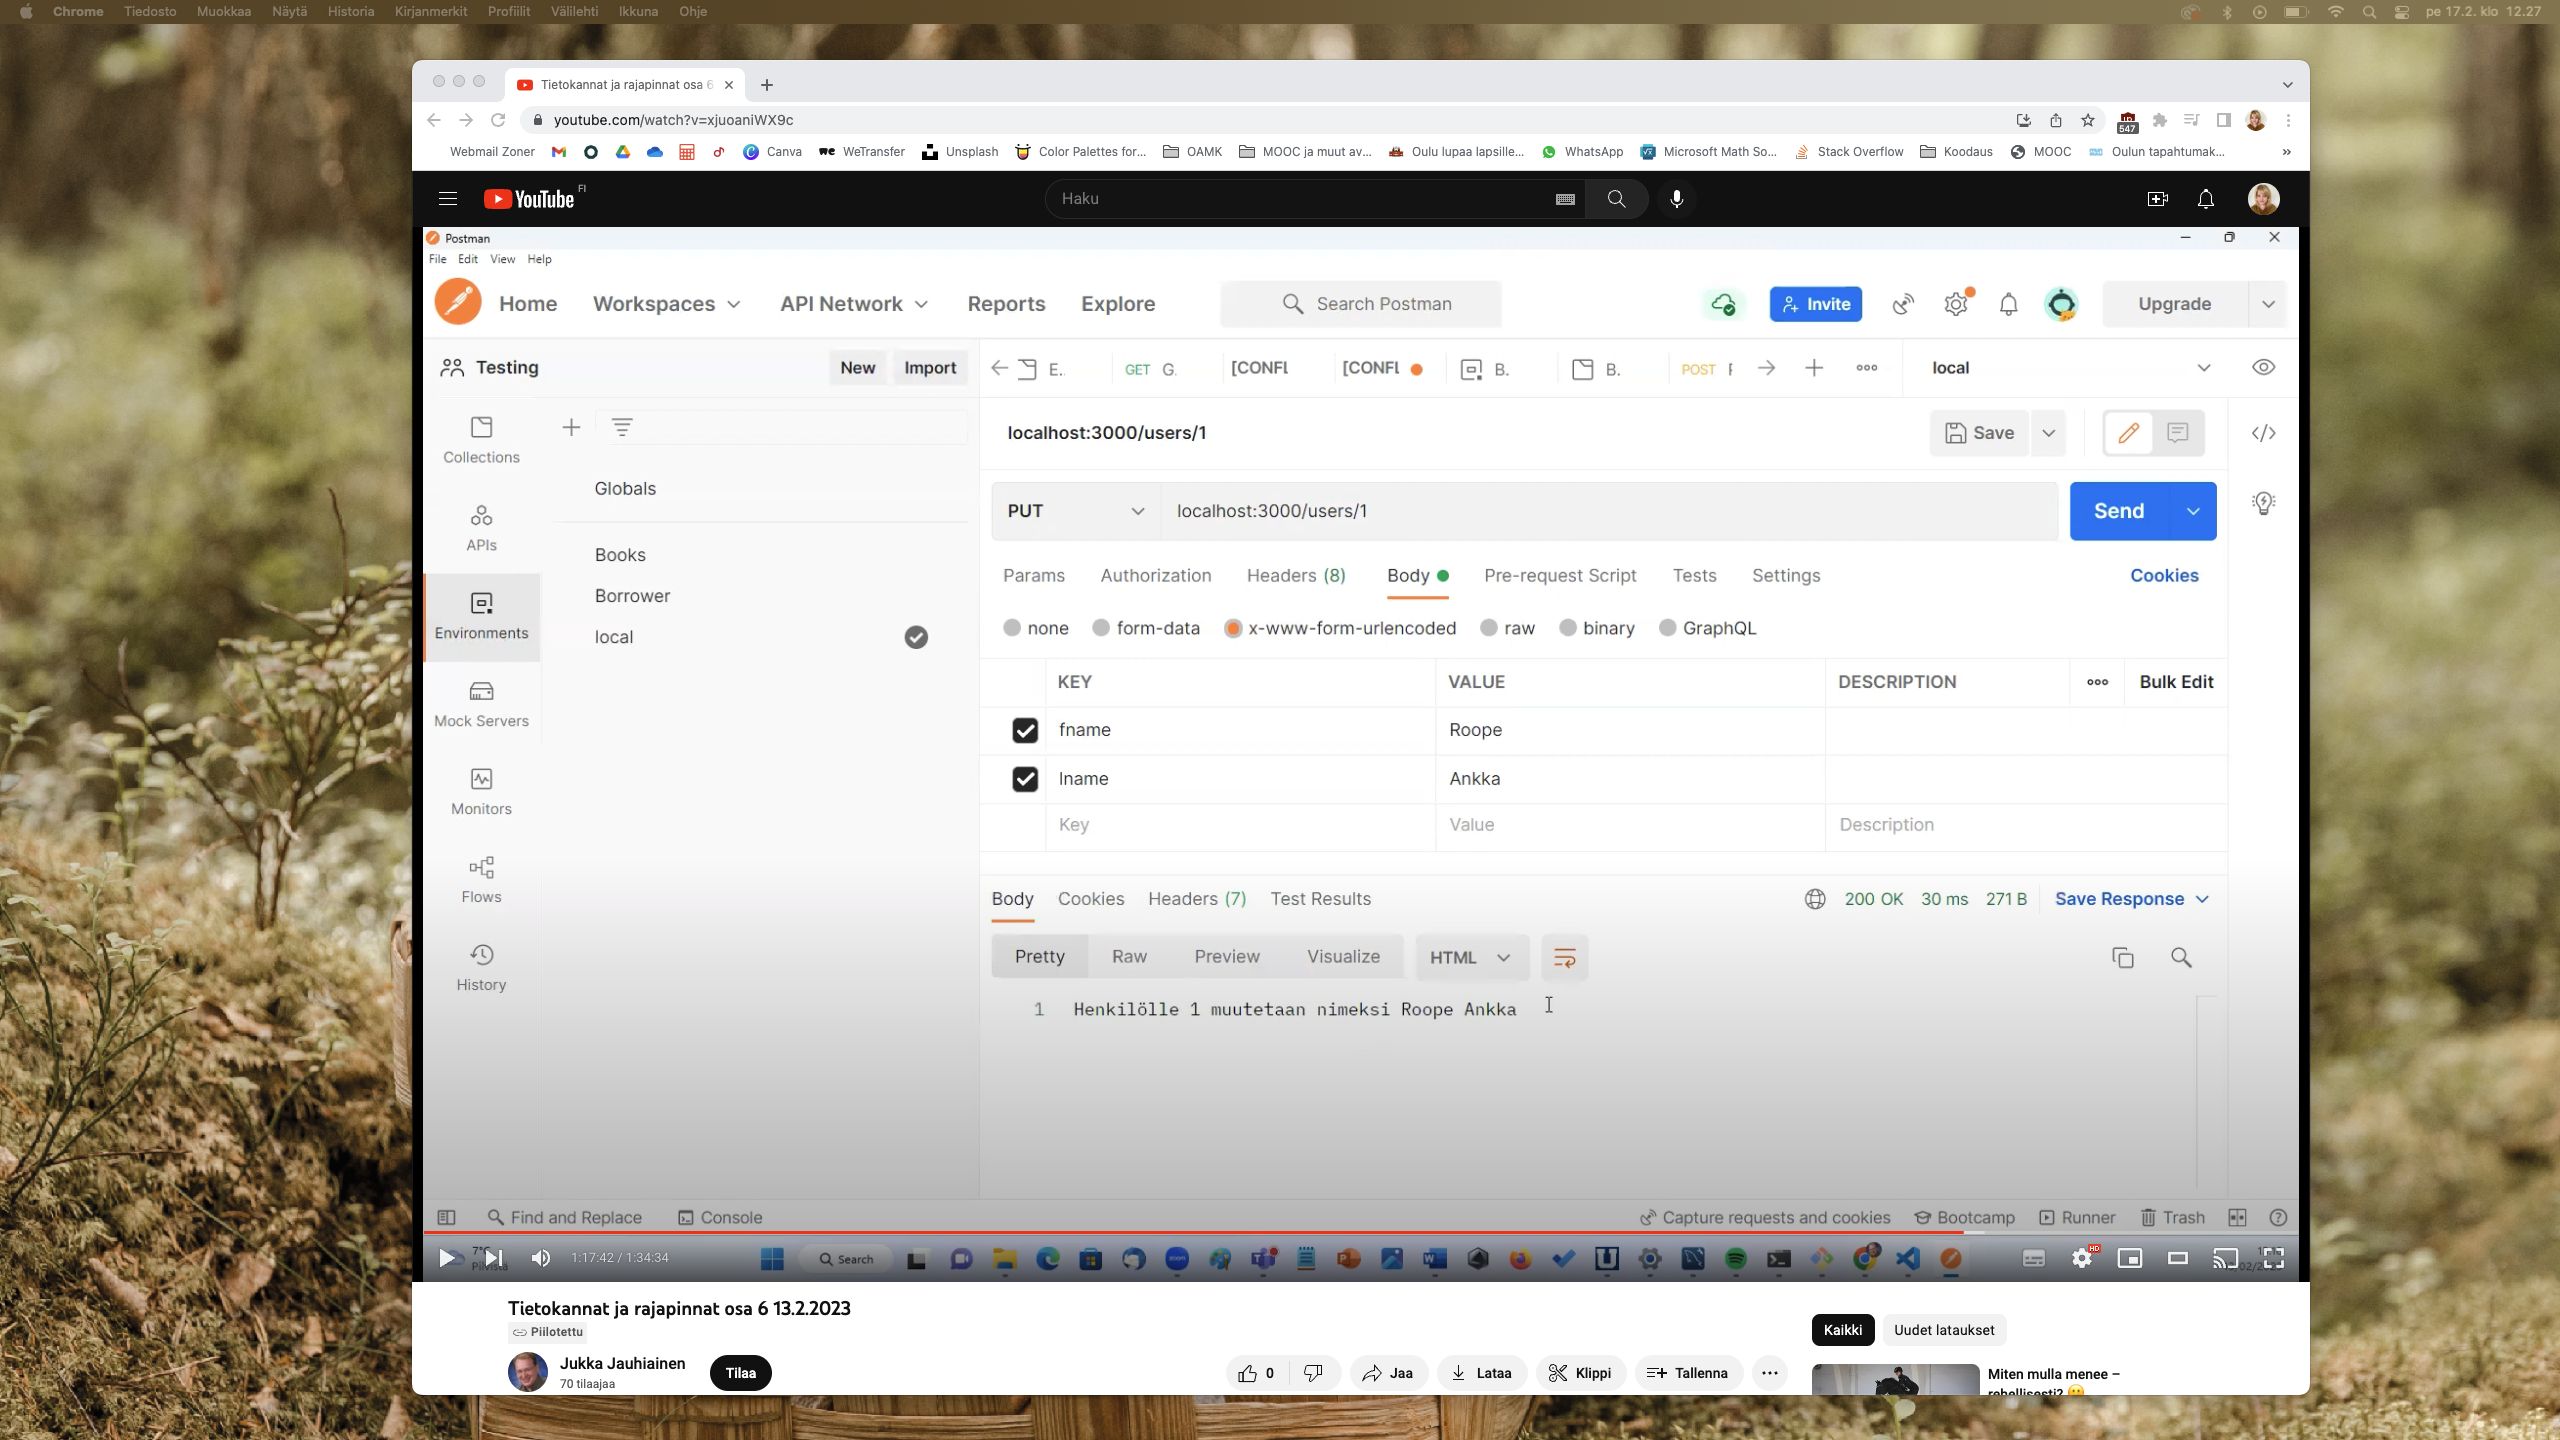 Chrome Tiedosto Muokkaa Näytä Historia Kirjanmerkit Profiilit Välilehti Ikkuna Ohje pe 17.2. klo 12.27
Tietokannat ja rajapinnat osa 6
youtube.com/watch?v=xjuoaniWX9c
547
Webmail Zoner Canva WeTransfer Unsplash Color Palettes for... OAMK MOOC ja muut av... Oulu lupaa lapsille... WhatsApp Microsoft Math So... Stack Overflow Koodaus MOOC Oulun tapahtumak... »
YouTube FI Haku
Postman
File Edit View Help
Home Workspaces API Network Reports Explore Search Postman Invite Upgrade
Testing New Import E.. GET G. [CONFL [CONFL B. B. POST local
Collections
Globals
APIs
Books
Borrower
local
Environments
Mock Servers
Monitors
Flows
History
localhost:3000/users/1 Save
PUT localhost:3000/users/1 Send
Params Authorization Headers (8) Body Pre-request Script Tests Settings Cookies
none form-data x-www-form-urlencoded raw binary GraphQL
KEY VALUE DESCRIPTION Bulk Edit
fname Roope
lname Ankka
Key Value Description
Body Cookies Headers (7) Test Results 200 OK 30 ms 271 B Save Response
Pretty Raw Preview Visualize HTML
1 Henkilölle 1 muutetaan nimeksi Roope Ankka
Find and Replace Console Capture requests and cookies Bootcamp Runner Trash
1:17:42 / 1:34:34 Search HD
Tietokannat ja rajapinnat osa 6 13.2.2023
Piilotettu
Jukka Jauhiainen
70 tilaajaa
Tilaa
0 Jaa Lataa Klippi Tallenna
Kaikki Uudet lataukset
Miten mulla menee –
rehellisesti?